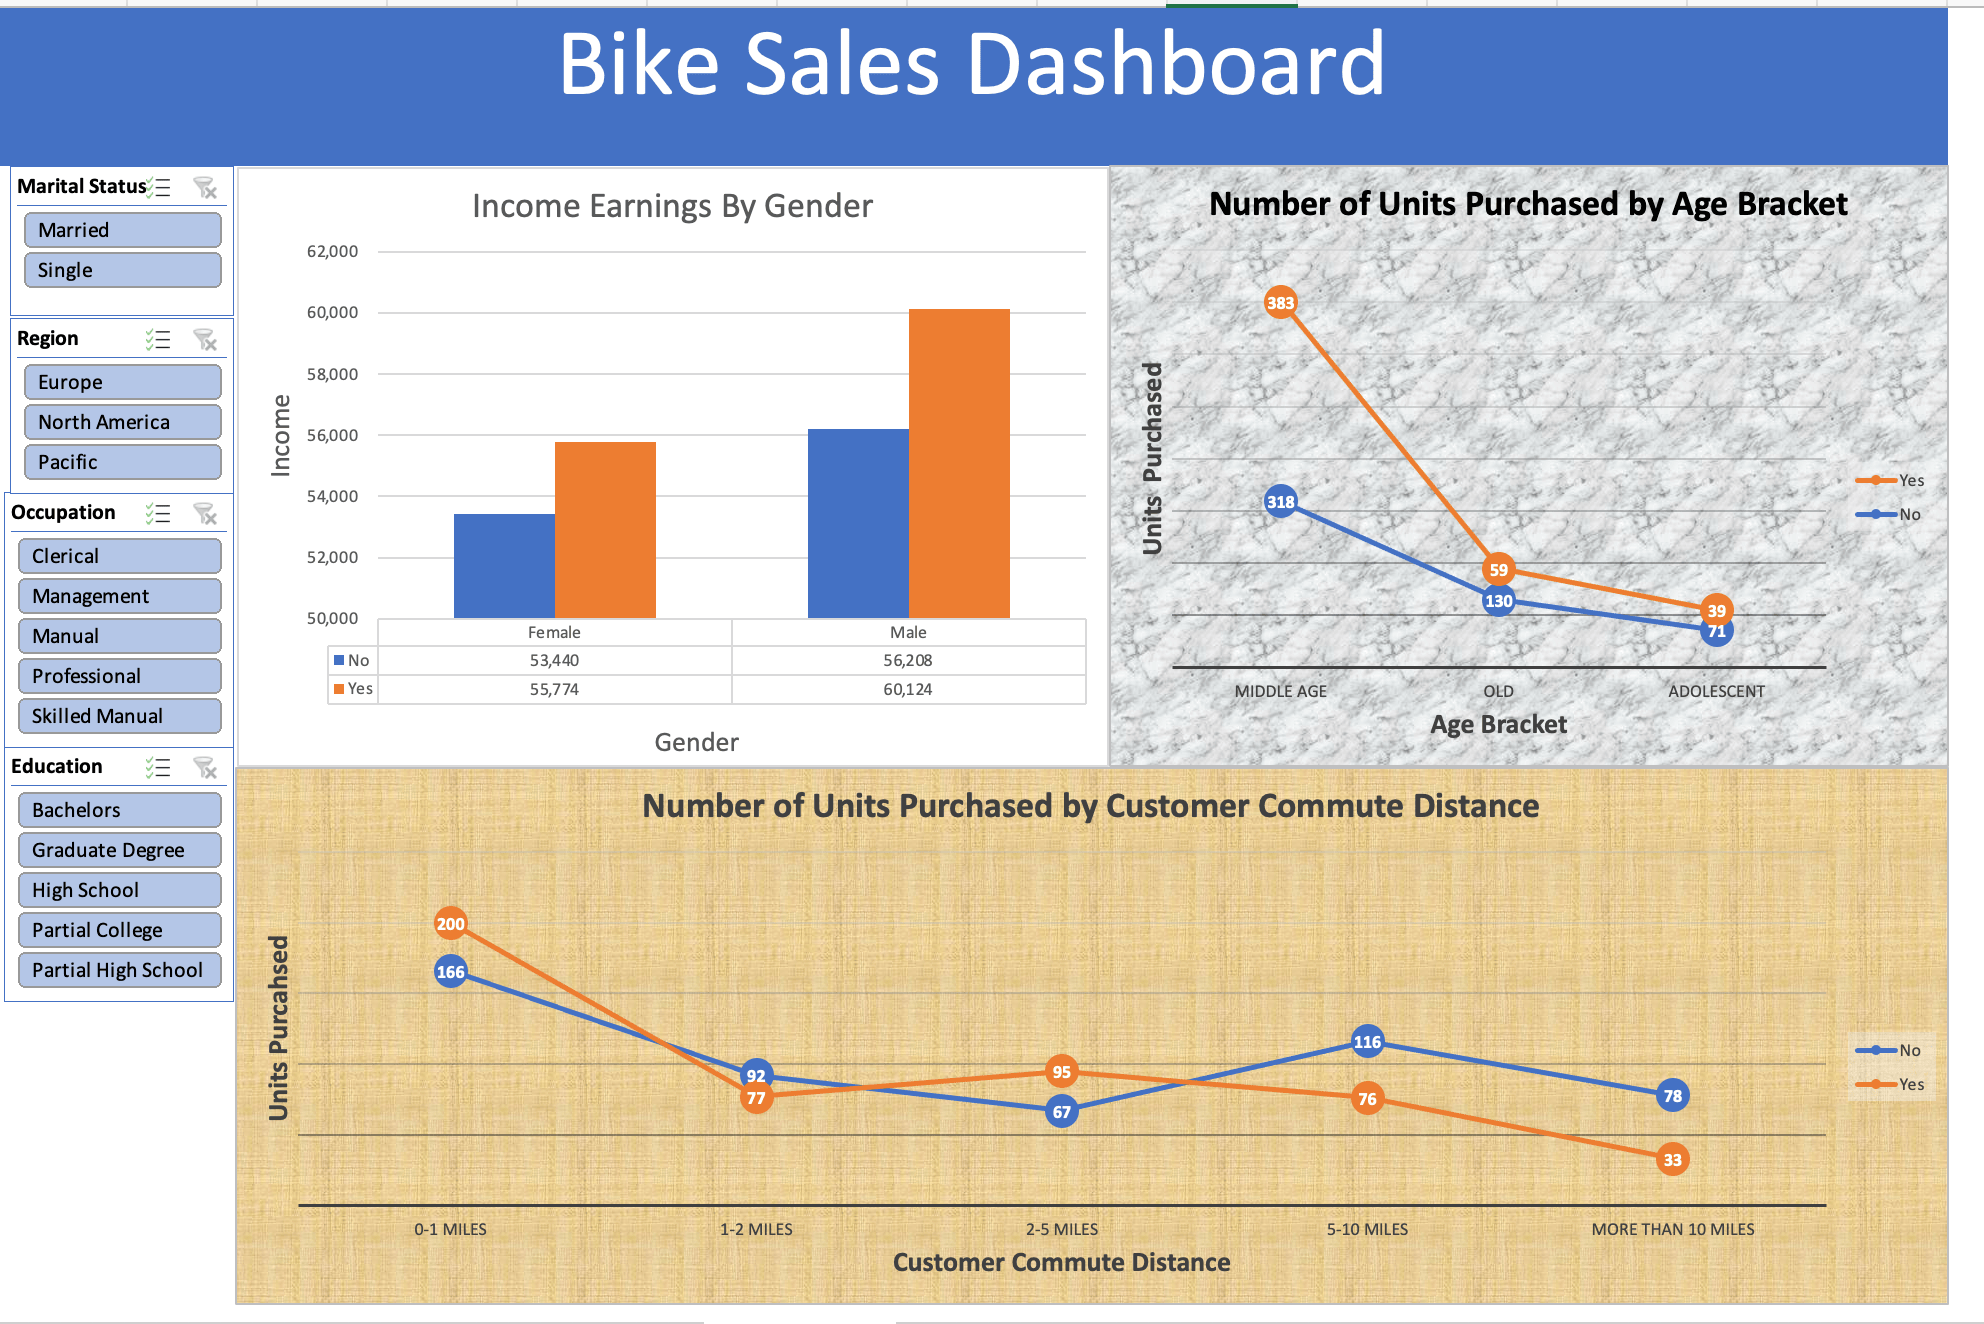 Bike Sales Dashboard
Marital Status
Married
Single
Region
Europe
North America
Pacific
Occupation
Clerical
Management
Manual
Professional
Skilled Manual
Education
Bachelors
Graduate Degree
High School
Partial College
Partial High School
Income Earnings By Gender
62,000
60,000
58,000
56,000
54,000
52,000
50,000
Income
Female Male
No 53,440 56,208
Yes 55,774 60,124
Gender
Number of Units Purchased by Age Bracket
Units Purchased
383
318
59
130
39
71
Yes
No
MIDDLE AGE OLD ADOLESCENT
Age Bracket
Number of Units Purchased by Customer Commute Distance
Units Purcahsed
200
166
92
77
95
67
116
76
78
33
No
Yes
0-1 MILES 1-2 MILES 2-5 MILES 5-10 MILES MORE THAN 10 MILES
Customer Commute Distance